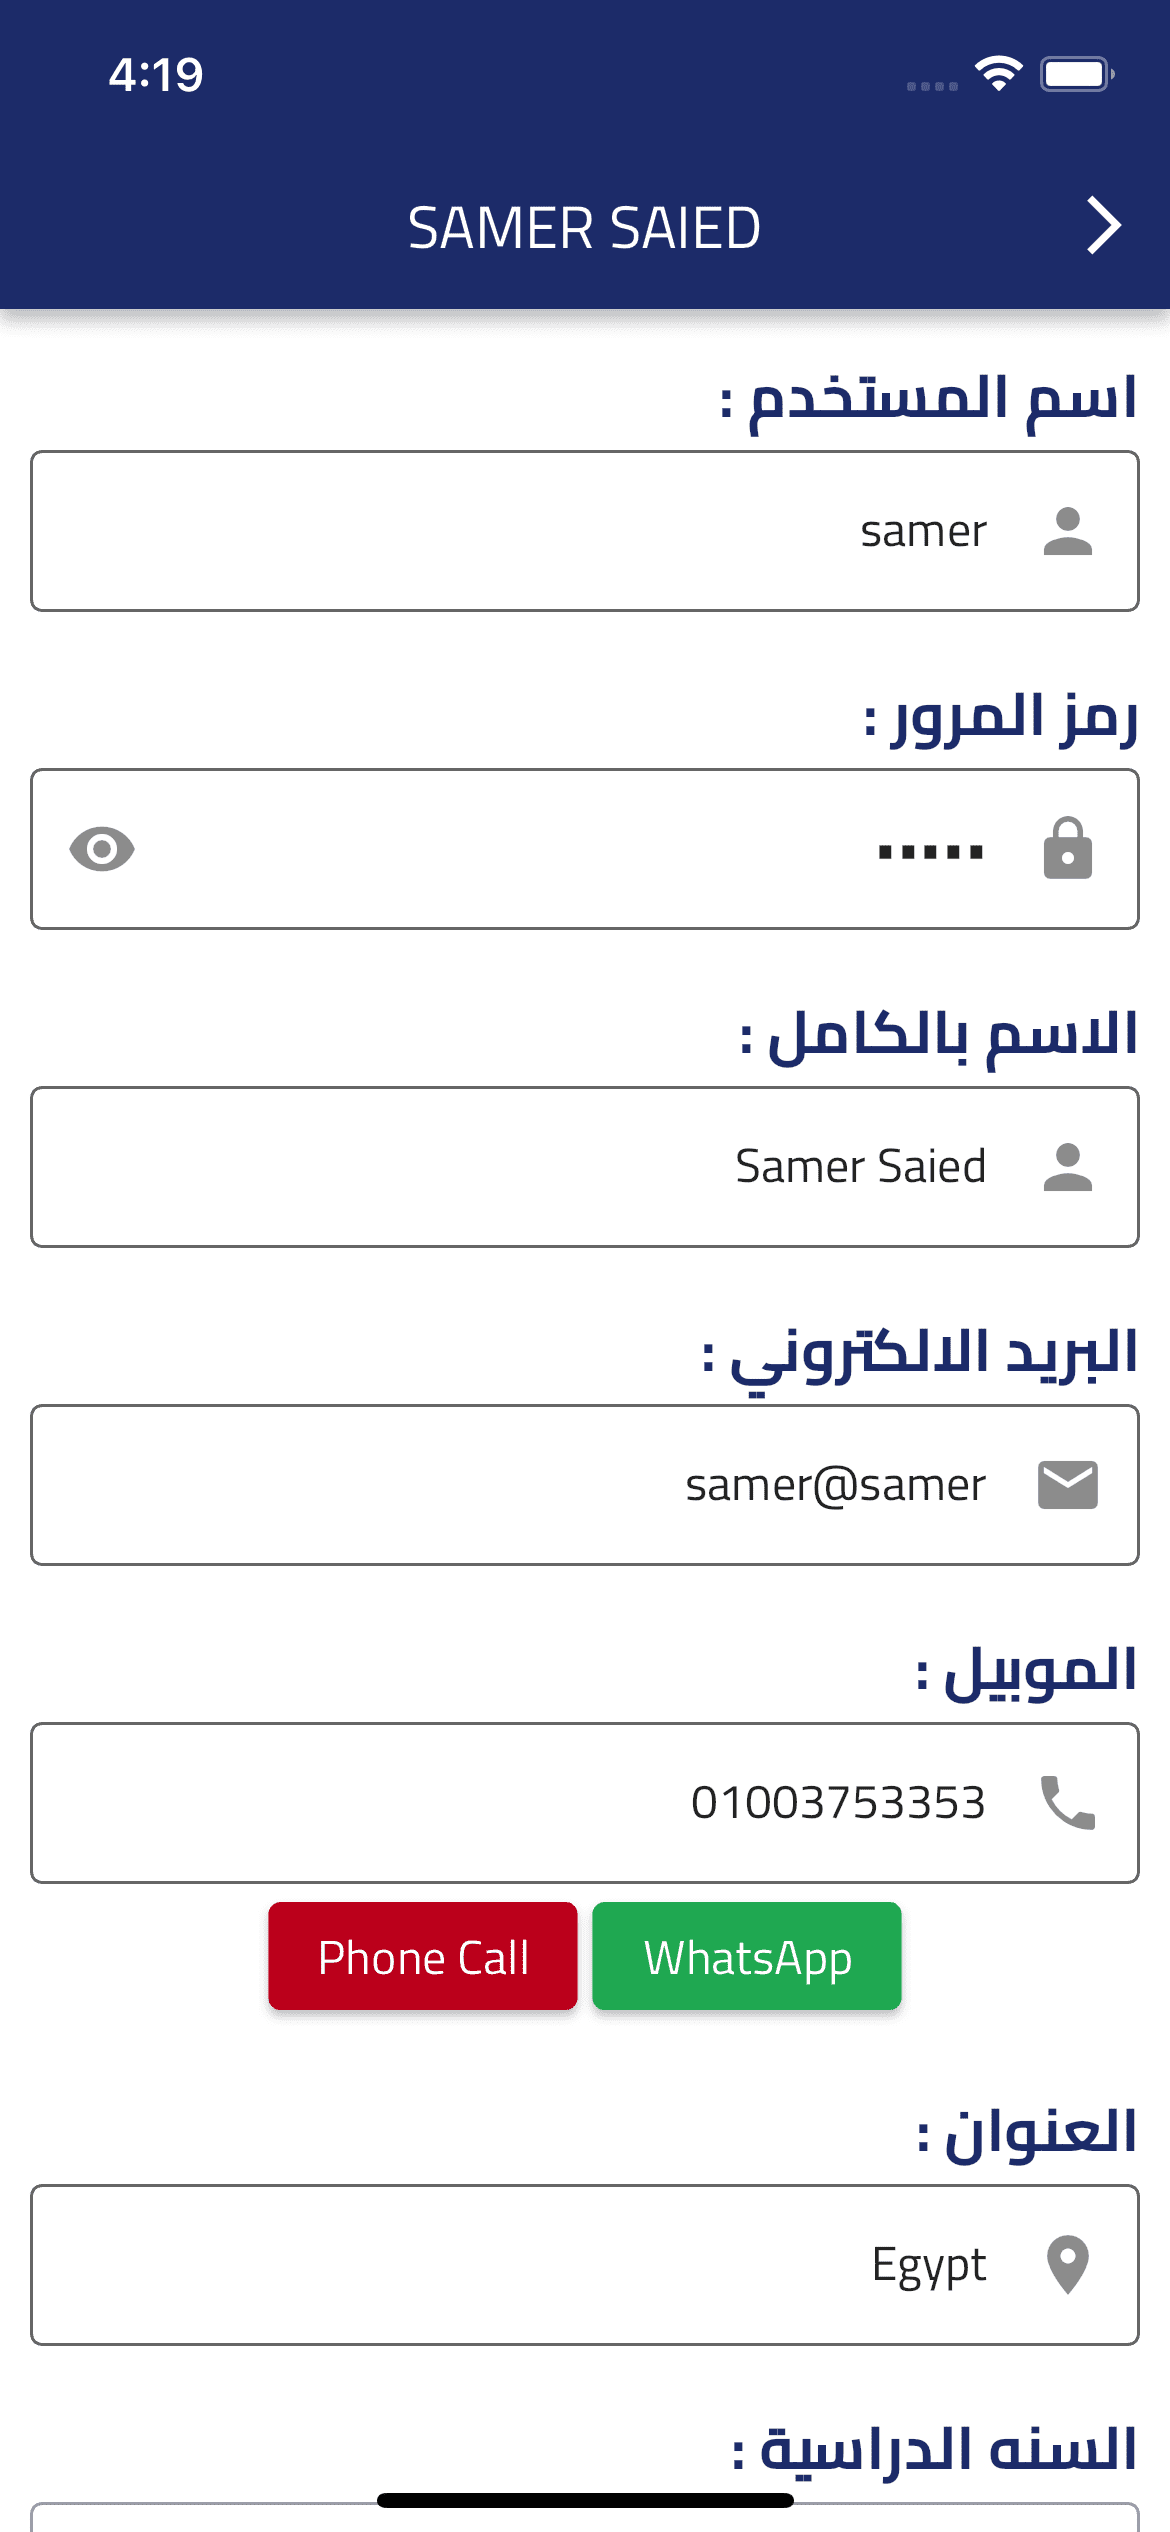 4:19
SAMER SAIED
اسم المستخدم :
samer
رمز المرور :
الاسم بالكامل :
Samer Saied
البريد الالكتروني :
samer@samer
الموبيل :
01003753353
WhatsApp
Phone Call
العنوان :
Egypt
السنه الدراسية :